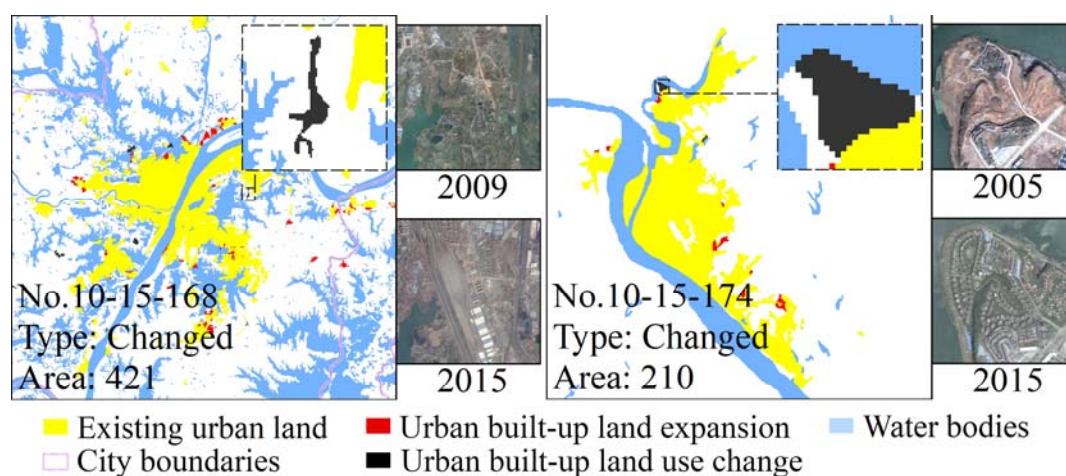 2009
No.10-15-168
Type: Changed
Area: 421
2015
2005
No.10-15-174
Type: Changed
Area: 210
2015
Existing urban land
Urban built-up land expansion
Water bodies
City boundaries
Urban built-up land use change